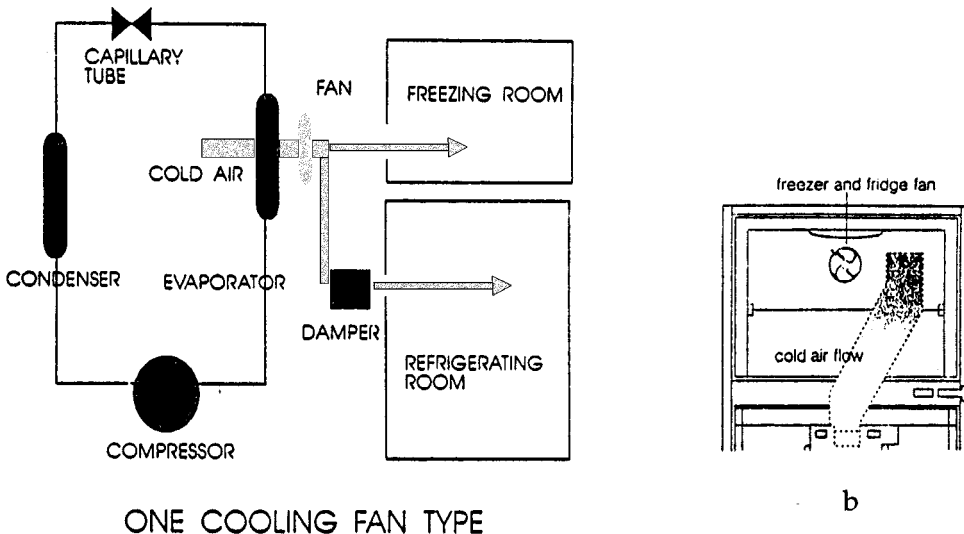 CAPILLARY
TUBE
FAN
FREEZING ROOM
COLD AIR
CONDENSER
EVAPORATOR
DAMPER
REFRIGERATING
ROOM
COMPRESSOR
ONE COOLING FAN TYPE
freezer and fridge fan
cold air flow
b